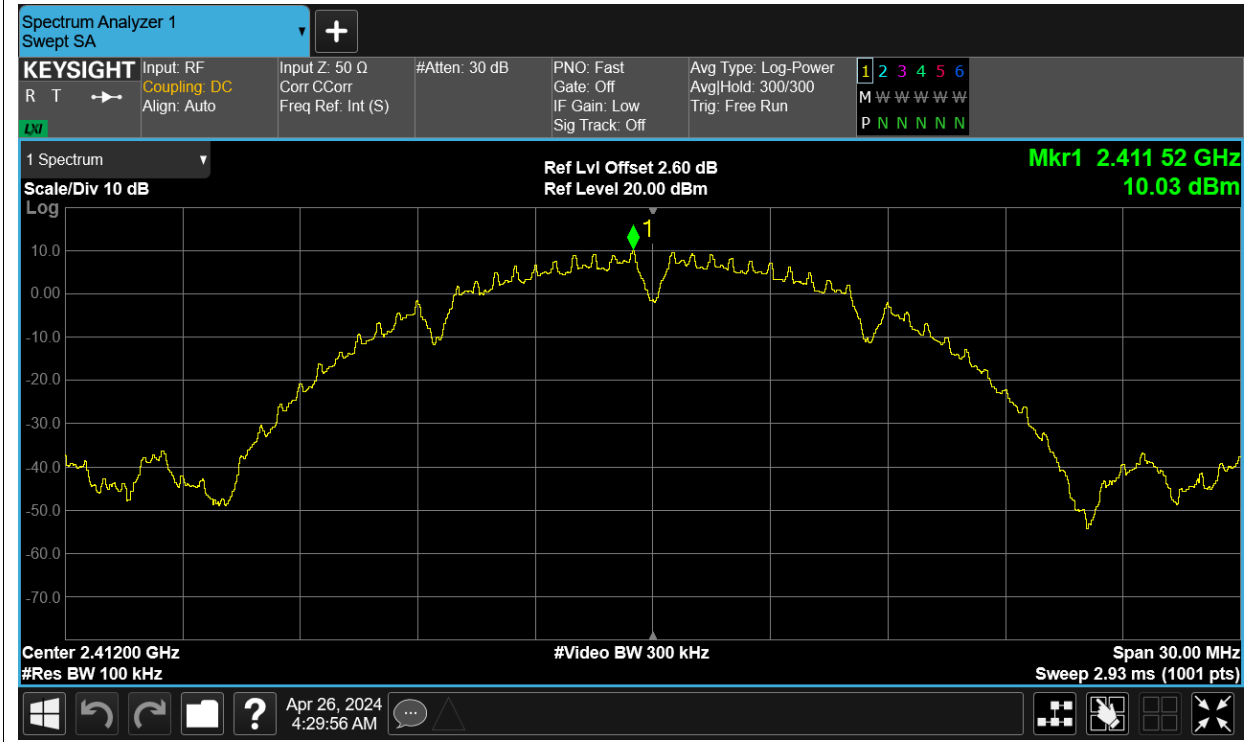 Spectrum Analyzer 1
Swept SA
KEYSIGHT
R T
LXI
Input: RF
Coupling: DC
Align: Auto
Input Z: 50 Ω
Corr CCorr
Freq Ref: Int (S)
#Atten: 30 dB
PNO: Fast
Gate: Off
IF Gain: Low
Sig Track: Off
Avg Type: Log-Power
Avg|Hold: 300/300
Trig: Free Run
1 2 3 4 5 6
M W W W W W
P N N N N N
1 Spectrum
Scale/Div 10 dB
Log
Ref Lvl Offset 2.60 dB
Ref Level 20.00 dBm
Mkr1 2.411 52 GHz
10.03 dBm
1
10.0
0.00
-10.0
-20.0
-30.0
-40.0
-50.0
-60.0
-70.0
Center 2.41200 GHz
#Res BW 100 kHz
#Video BW 300 kHz
Span 30.00 MHz
Sweep 2.93 ms (1001 pts)
?
Apr 26, 2024
4:29:56 AM